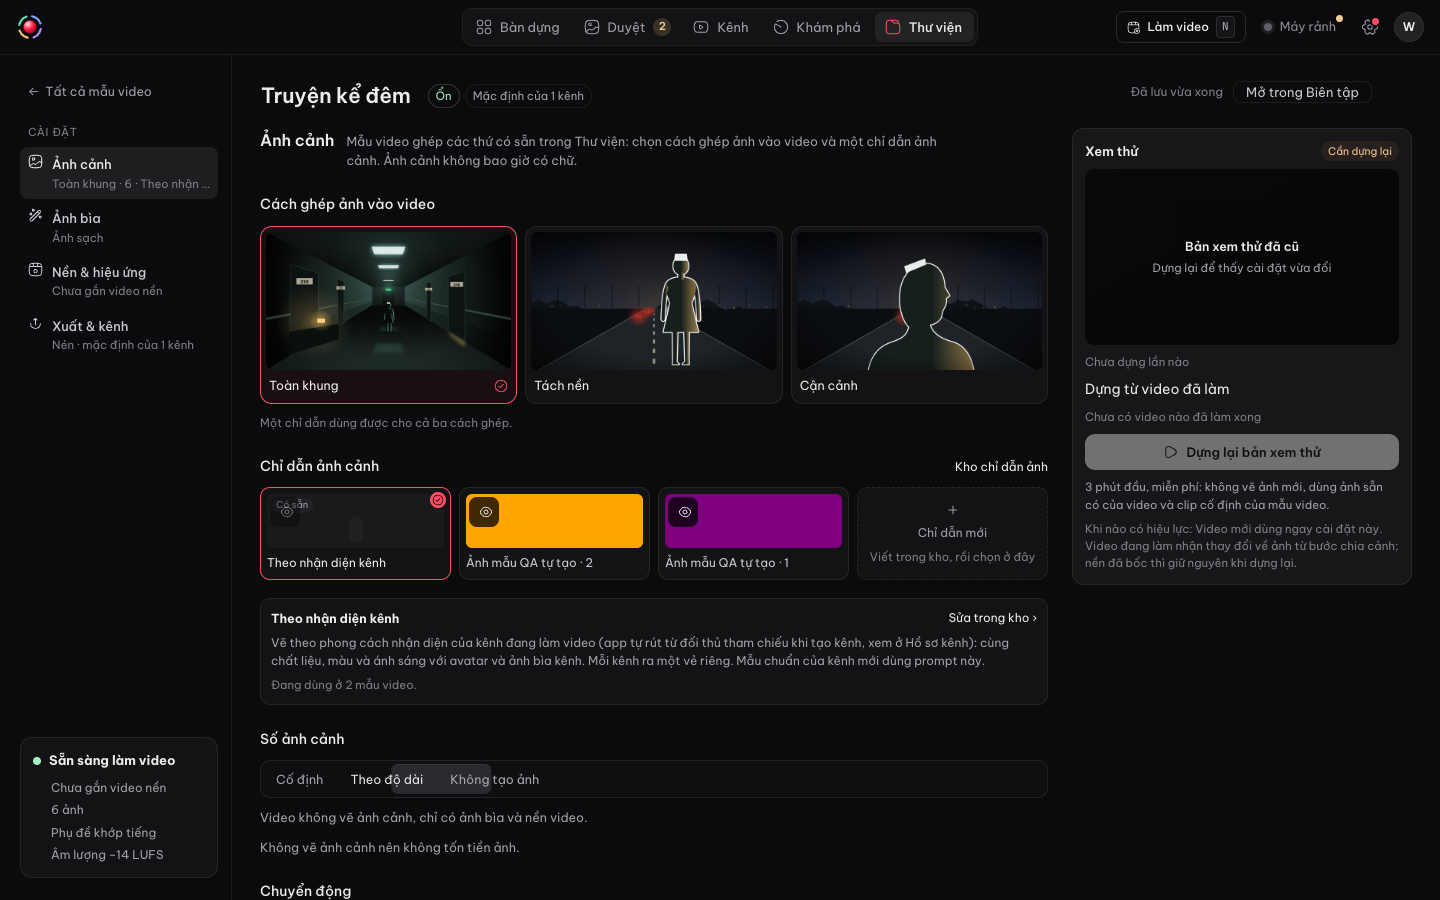 Bàn dựng
Duyệt 2
Kênh
Khám phá
Thư viện
Làm video N
Máy rảnh
W
← Tất cả mẫu video
CÀI ĐẶT
Ảnh cảnh
Toàn khung · 6 · Theo nhận ...
Ảnh bìa
Ảnh sạch
Nền & hiệu ứng
Chưa gắn video nền
Xuất & kênh
Nén · mặc định của 1 kênh
Sẵn sàng làm video
Chưa gắn video nền
6 ảnh
Phụ đề khớp tiếng
Âm lượng -14 LUFS
Truyện kể đêm
Ổn
Mặc định của 1 kênh
Đã lưu vừa xong
Mở trong Biên tập
Ảnh cảnh
Mẫu video ghép các thứ có sẵn trong Thư viện: chọn cách ghép ảnh vào video và một chỉ dẫn ảnh
cảnh. Ảnh cảnh không bao giờ có chữ.
Cách ghép ảnh vào video
Toàn khung
Tách nền
Cận cảnh
Một chỉ dẫn dùng được cho cả ba cách ghép.
Chỉ dẫn ảnh cảnh
Kho chỉ dẫn ảnh
Có sẵn
Theo nhận diện kênh
Ảnh mẫu QA tự tạo · 2
Ảnh mẫu QA tự tạo · 1
+
Chỉ dẫn mới
Viết trong kho, rồi chọn ở đây
Theo nhận diện kênh
Sửa trong kho ›
Vẽ theo phong cách nhận diện của kênh đang làm video (app tự rút từ đối thủ tham chiếu khi tạo kênh, xem ở Hồ sơ kênh): cùng
chất liệu, màu và ánh sáng với avatar và ảnh bìa kênh. Mỗi kênh ra một vẻ riêng. Mẫu chuẩn của kênh mới dùng prompt này.
Đang dùng ở 2 mẫu video.
Số ảnh cảnh
Cố định
Theo độ dài
Không tạo ảnh
Video không vẽ ảnh cảnh, chỉ có ảnh bìa và nền video.
Không vẽ ảnh cảnh nên không tốn tiền ảnh.
Chuyển động
Xem thử
Cần dựng lại
Bản xem thử đã cũ
Dựng lại để thấy cài đặt vừa đổi
Chưa dựng lần nào
Dựng từ video đã làm
Chưa có video nào đã làm xong
Dựng lại bản xem thử
3 phút đầu, miễn phí: không vẽ ảnh mới, dùng ảnh sẵn
có của video và clip cố định của mẫu video.
Khi nào có hiệu lực: Video mới dùng ngay cài đặt này.
Video đang làm nhận thay đổi về ảnh từ bước chia cảnh;
nền đã bốc thì giữ nguyên khi dựng lại.